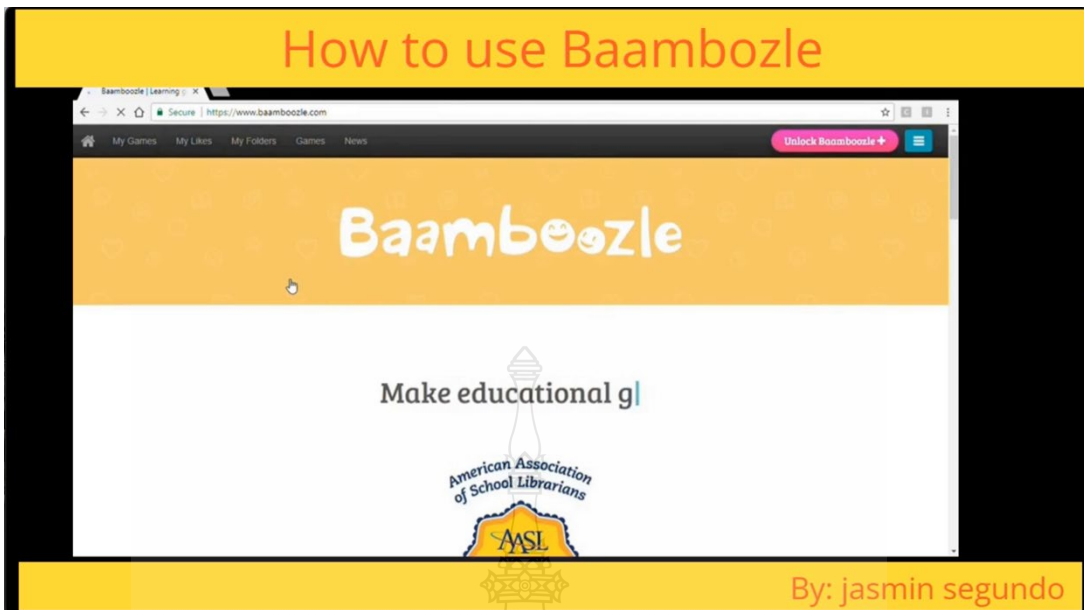 How to use Baambozle
Baamboozle | Learning g
Secure | https://www.baamboozle.com
My Games My Likes My Folders Games News Unlock Baamboozle +
Baamboozle
Make educational g
American Association
of School Librarians
AASL
By: jasmin segundo